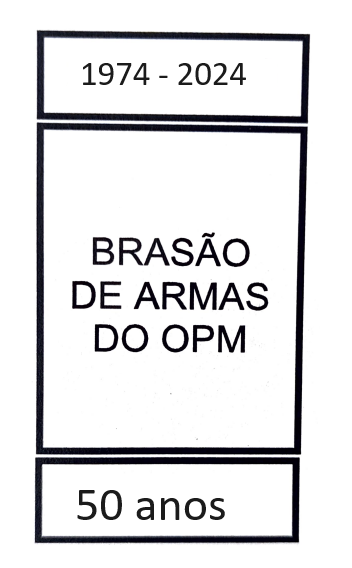 1974 - 2024
BRASÃO
DE ARMAS
DO OPM
50 anos